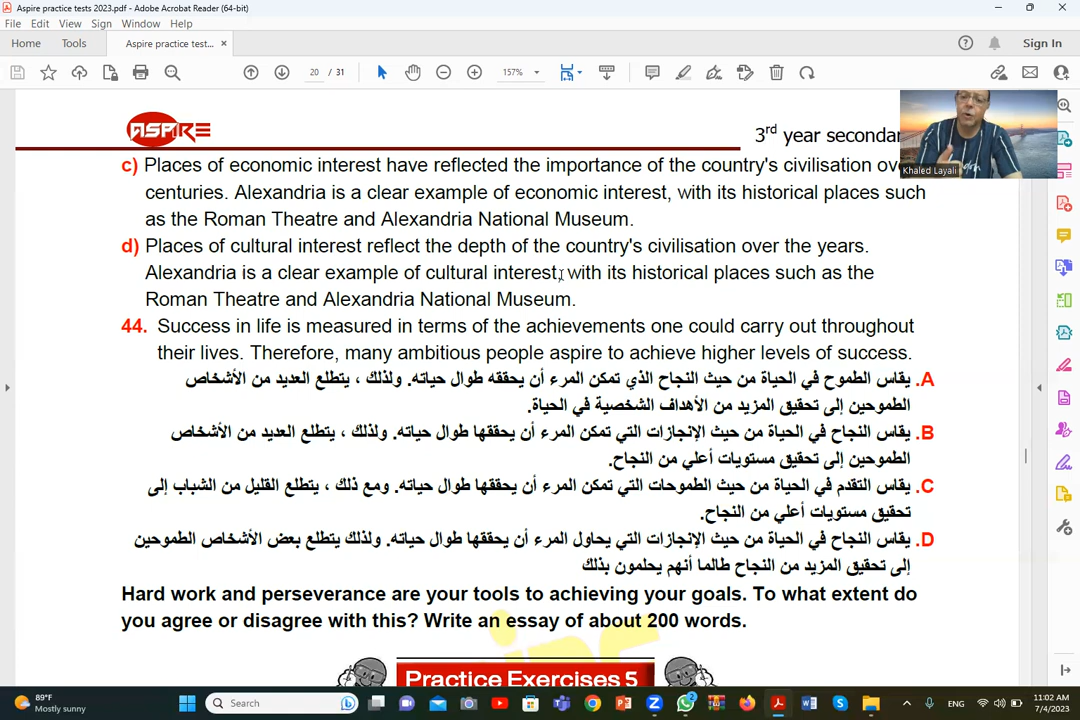 Aspire practice tests 2023.pdf - Adobe Acrobat Reader (64-bit)
File Edit View Sign Window Help
Home Tools Aspire practice test... × Sign In
20 / 31 157%
ASPIRE
3rd year secondar
Khaled Layali
c) Places of economic interest have reflected the importance of the country's civilisation ov
centuries. Alexandria is a clear example of economic interest, with its historical places such
as the Roman Theatre and Alexandria National Museum.
d) Places of cultural interest reflect the depth of the country's civilisation over the years.
Alexandria is a clear example of cultural interest, with its historical places such as the
Roman Theatre and Alexandria National Museum.
44. Success in life is measured in terms of the achievements one could carry out throughout
their lives. Therefore, many ambitious people aspire to achieve higher levels of success.
A. يقاس الطموح في الحياة من حيث النجاح الذي تمكن المرء أن يحققه طوال حياته. ولذلك ، يتطلع العديد من الأشخاص
الطموحين إلى تحقيق المزيد من الأهداف الشخصية في الحياة.
B. يقاس النجاح في الحياة من حيث الإنجازات التي تمكن المرء أن يحققها طوال حياته. ولذلك ، يتطلع العديد من الأشخاص
الطموحين إلى تحقيق مستويات أعلي من النجاح.
C. يقاس التقدم في الحياة من حيث الطموحات التي تمكن المرء أن يحققها طوال حياته. ومع ذلك ، يتطلع القليل من الشباب إلى
تحقيق مستويات أعلي من النجاح.
D. يقاس النجاح في الحياة من حيث الإنجازات التي يحاول المرء أن يحققها طوال حياته. ولذلك يتطلع بعض الأشخاص الطموحين
إلى تحقيق المزيد من النجاح طالما أنهم يحلمون بذلك
Hard work and perseverance are your tools to achieving your goals. To what extent do
you agree or disagree with this? Write an essay of about 200 words.
Practice Exercises 5
89°F
Mostly sunny
Search
2
ENG
11:02 AM
7/4/2023